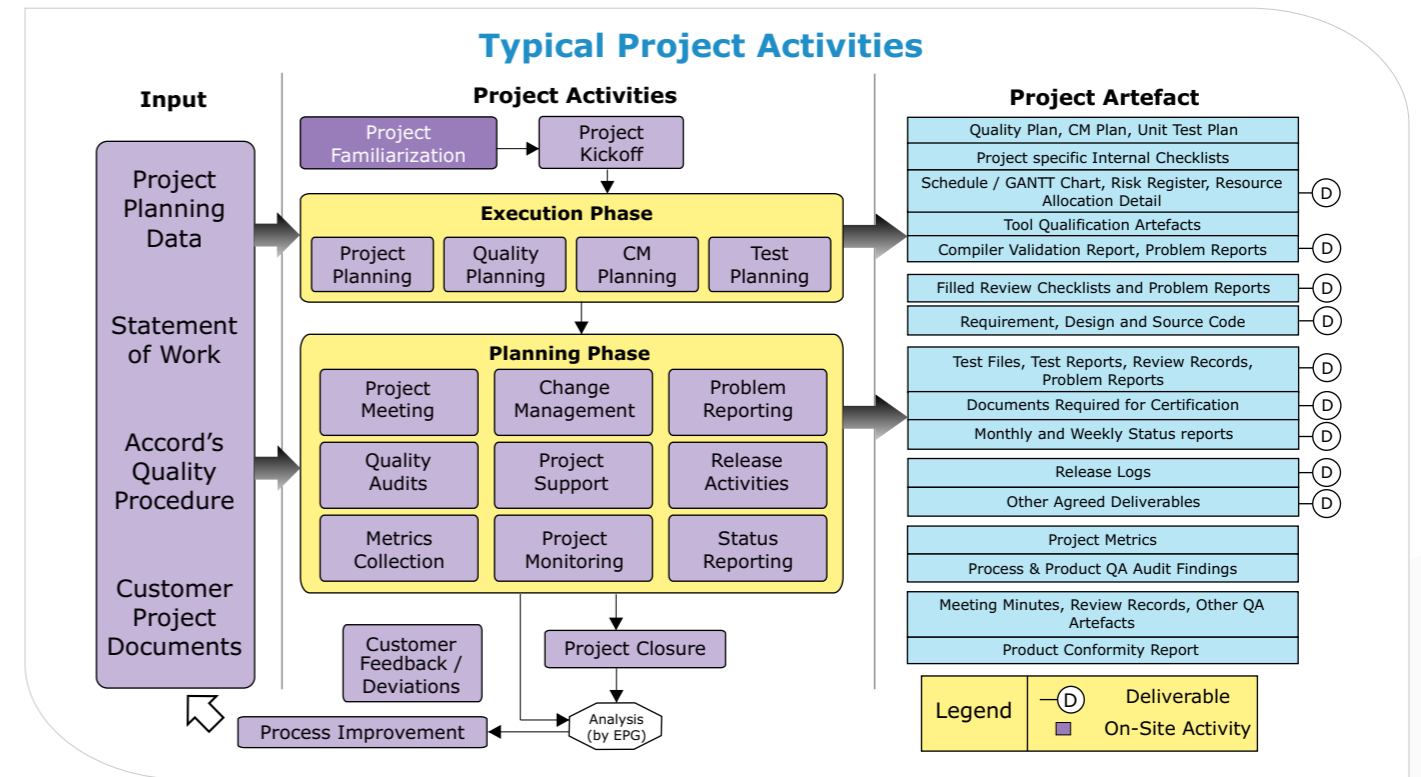 Typical Project Activities
Input
Project
Planning
Data
Statement
of Work
Accord's
Quality
Procedure
Customer
Project
Documents
Project Activities
Project
Familiarization
Project
Kickoff
Execution Phase
Project
Planning
Quality
Planning
CM
Planning
Test
Planning
Planning Phase
Project
Meeting
Change
Management
Problem
Reporting
Quality
Audits
Project
Support
Release
Activities
Metrics
Collection
Project
Monitoring
Status
Reporting
Customer
Feedback /
Deviations
Project Closure
Analysis
(by EPG)
Process Improvement
Project Artefact
Quality Plan, CM Plan, Unit Test Plan
Project specific Internal Checklists
Schedule / GANTT Chart, Risk Register, Resource
Allocation Detail
D
Tool Qualification Artefacts
Compiler Validation Report, Problem Reports
D
Filled Review Checklists and Problem Reports
D
Requirement, Design and Source Code
D
Test Files, Test Reports, Review Records,
Problem Reports
D
Documents Required for Certification
D
Monthly and Weekly Status reports
D
Release Logs
D
Other Agreed Deliverables
D
Project Metrics
Process & Product QA Audit Findings
Meeting Minutes, Review Records, Other QA
Artefacts
Product Conformity Report
Legend
D
Deliverable
On-Site Activity